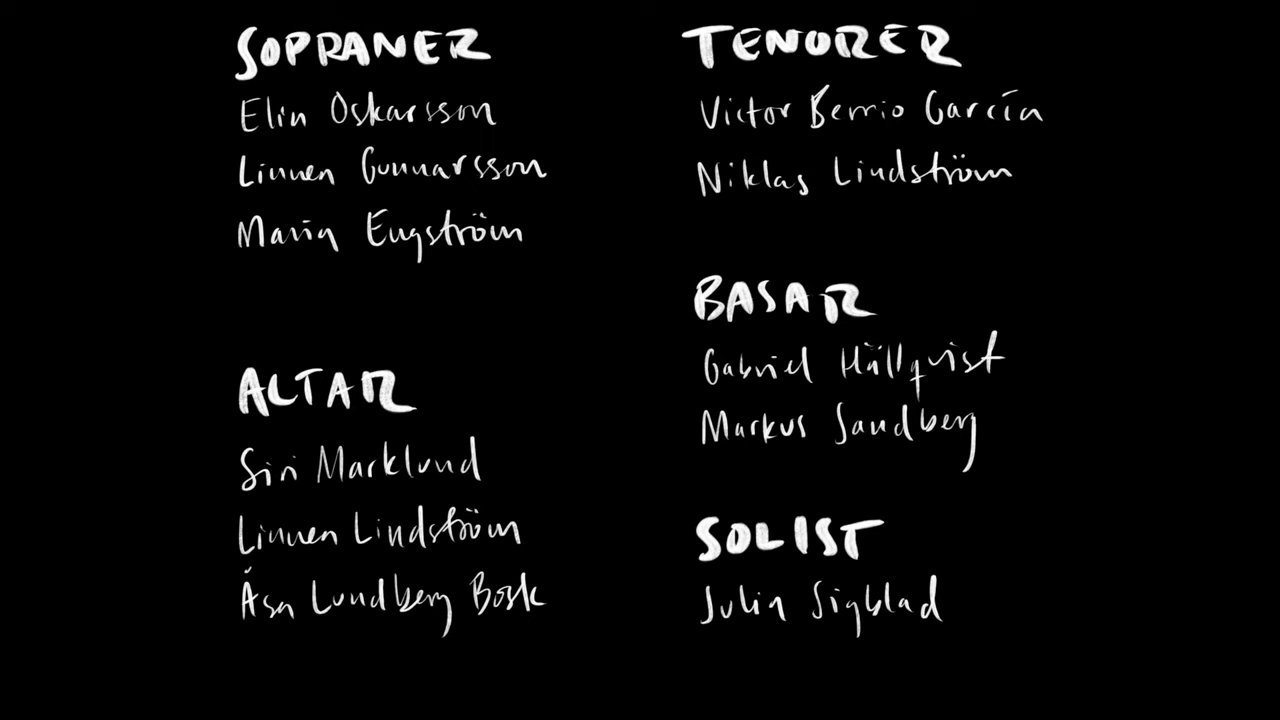 SOPRANER
Elin Oskarsson
Linnea Gunnarsson
Maria Engström
ALTAR
Siri Marklund
Linnea Lindström
Åsa Lundberg Bosk
TENORER
Victor Berrio García
Niklas Lindström
BASAR
Gabriel Hällqvist
Markus Sandberg
SOLIST
Julia Sigblad